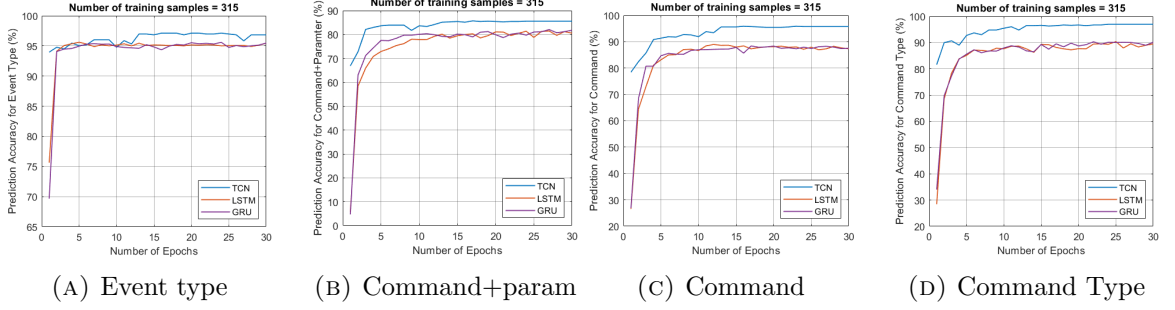 Number of training samples = 315
Prediction Accuracy for Event Type (%)
100
95
90
85
80
75
70
65
0 5 10 15 20 25 30
Number of Epochs
TCN
LSTM
GRU
(A) Event type
Number of training samples = 315
Prediction Accuracy for Command+Paramnter (%)
90
80
70
60
50
40
30
20
10
0
0 5 10 15 20 25 30
Number of Epochs
TCN
LSTM
GRU
(B) Command+param
Number of training samples = 315
Prediction Accuracy for Command (%)
100
90
80
70
60
50
40
30
20
0 5 10 15 20 25 30
Number of Epochs
TCN
LSTM
GRU
(C) Command
Number of training samples = 315
Prediction Accuracy for Command Type (%)
100
90
80
70
60
50
40
30
20
0 5 10 15 20 25 30
Number of Epochs
TCN
LSTM
GRU
(D) Command Type